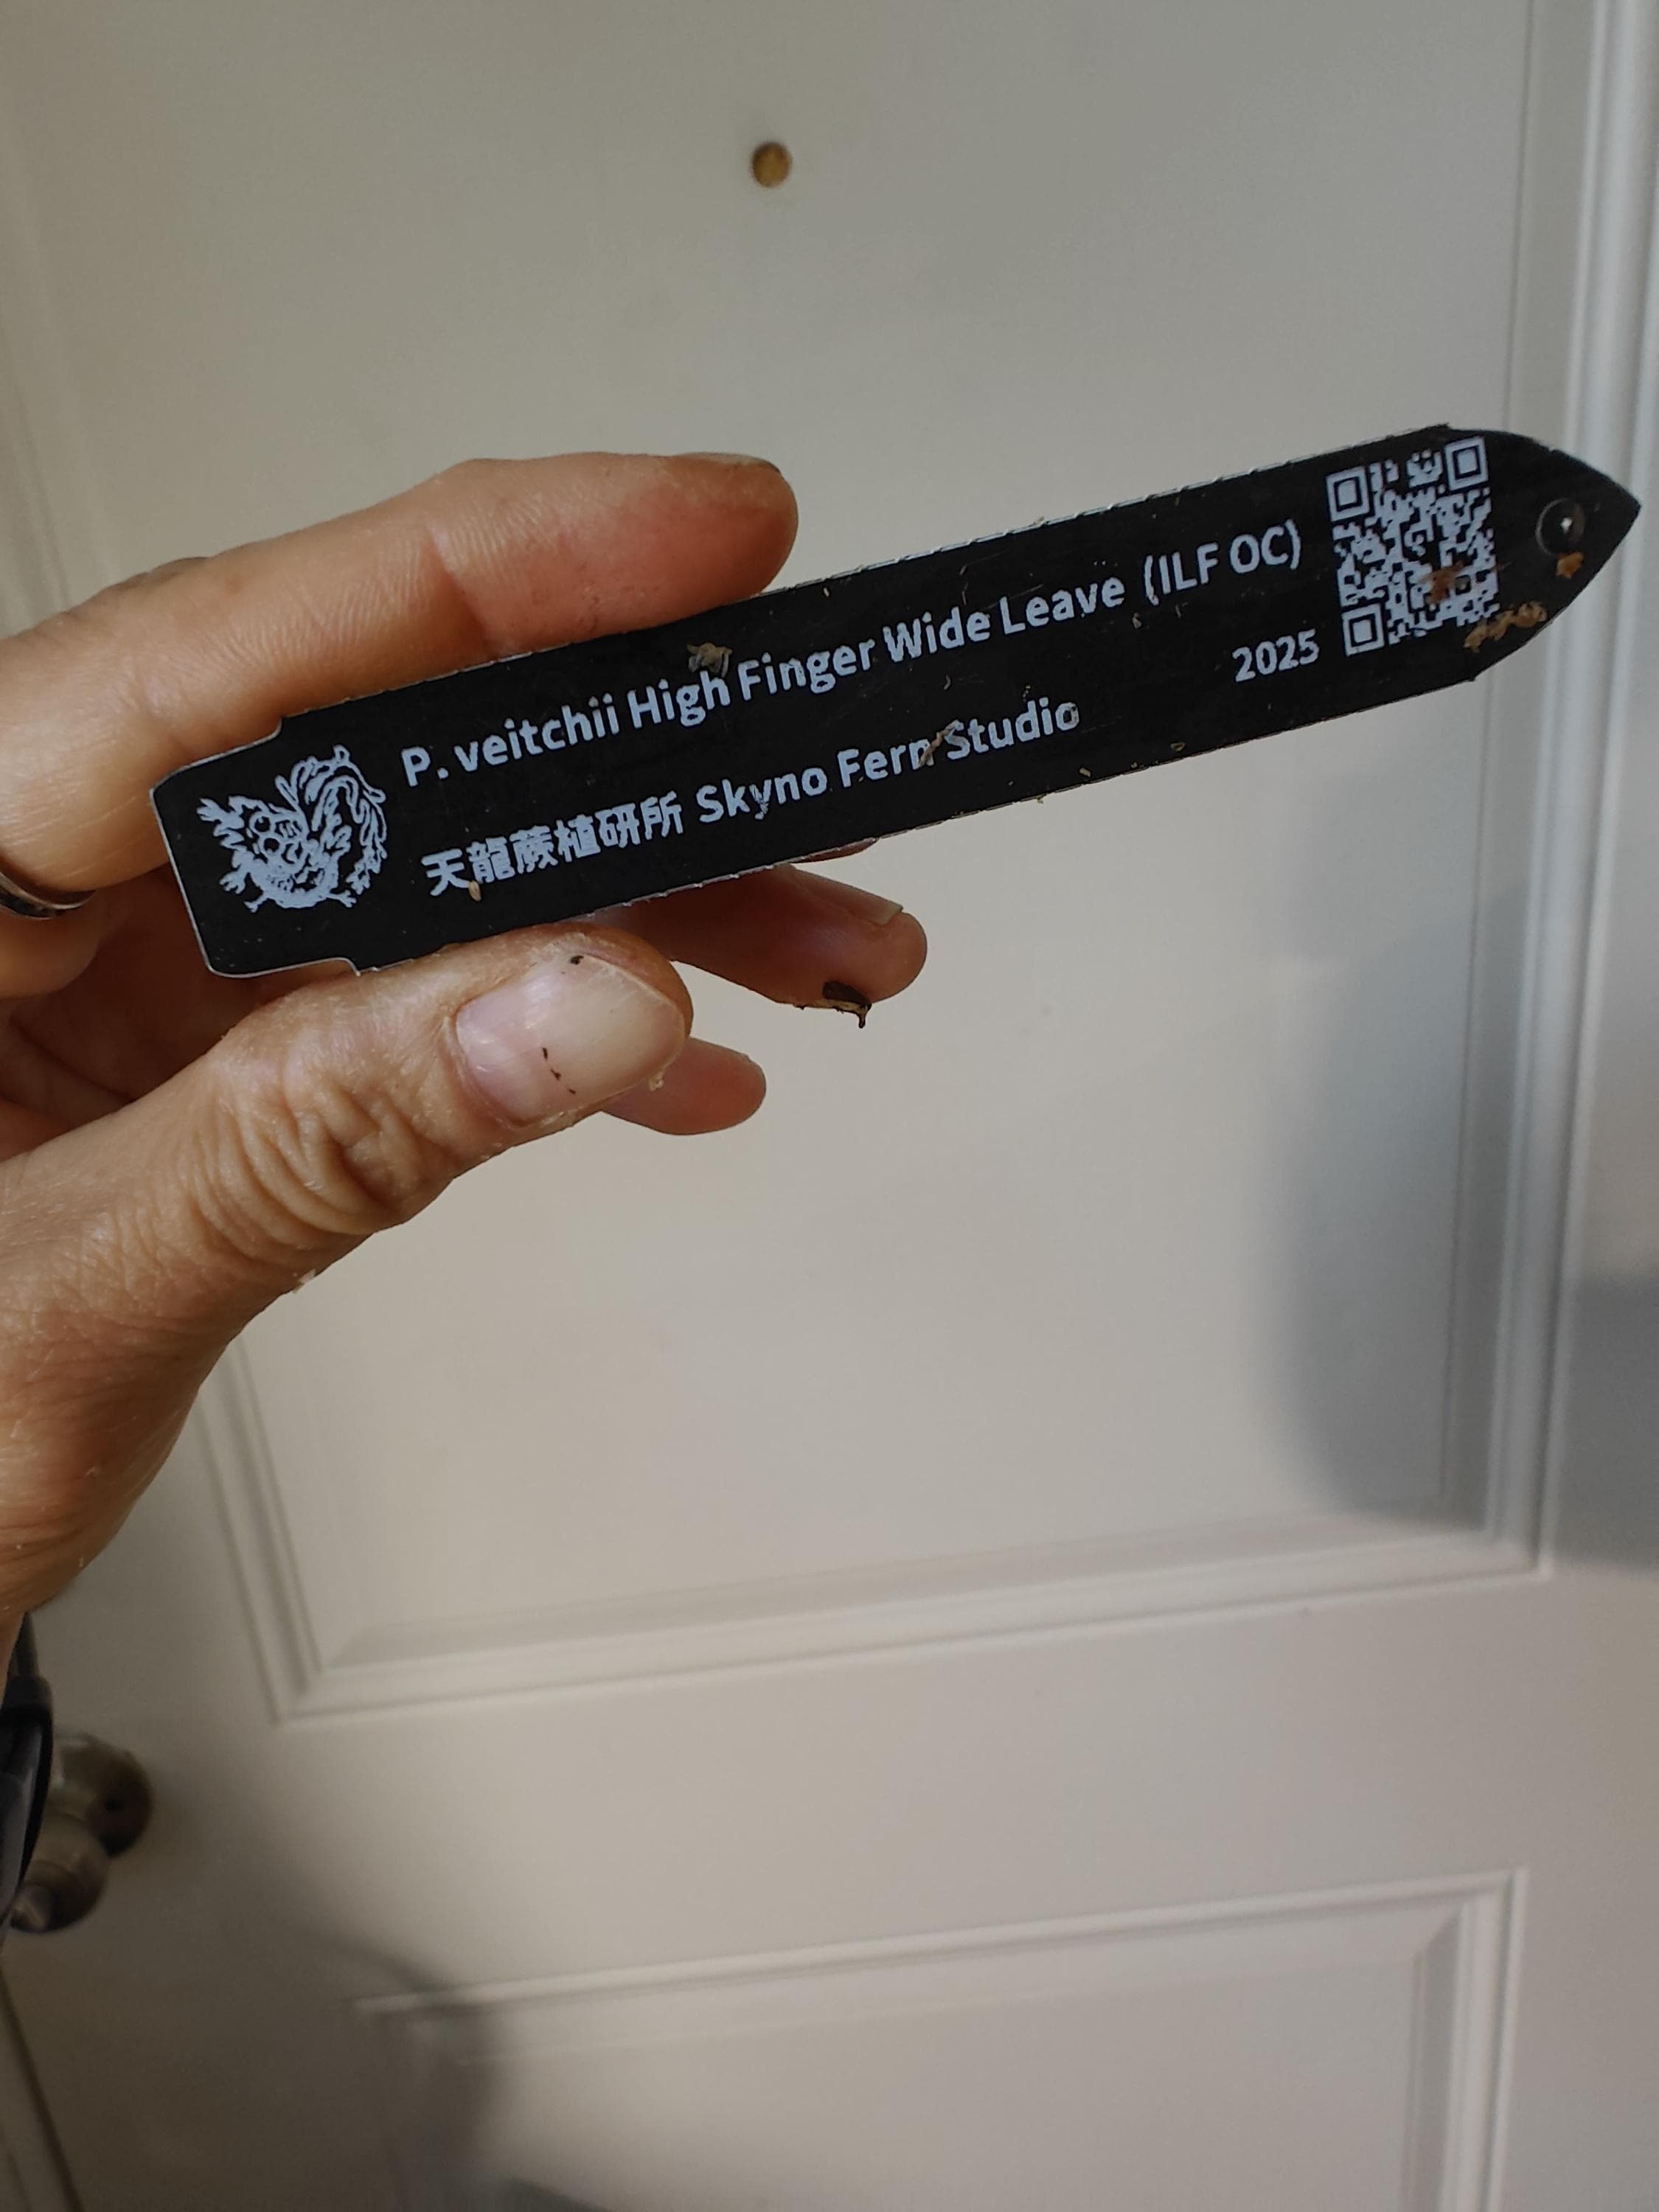 P. veitchii High Finger Wide Leave (ILF OC)
天龍蕨植研所 Skyno Fern Studio
2025